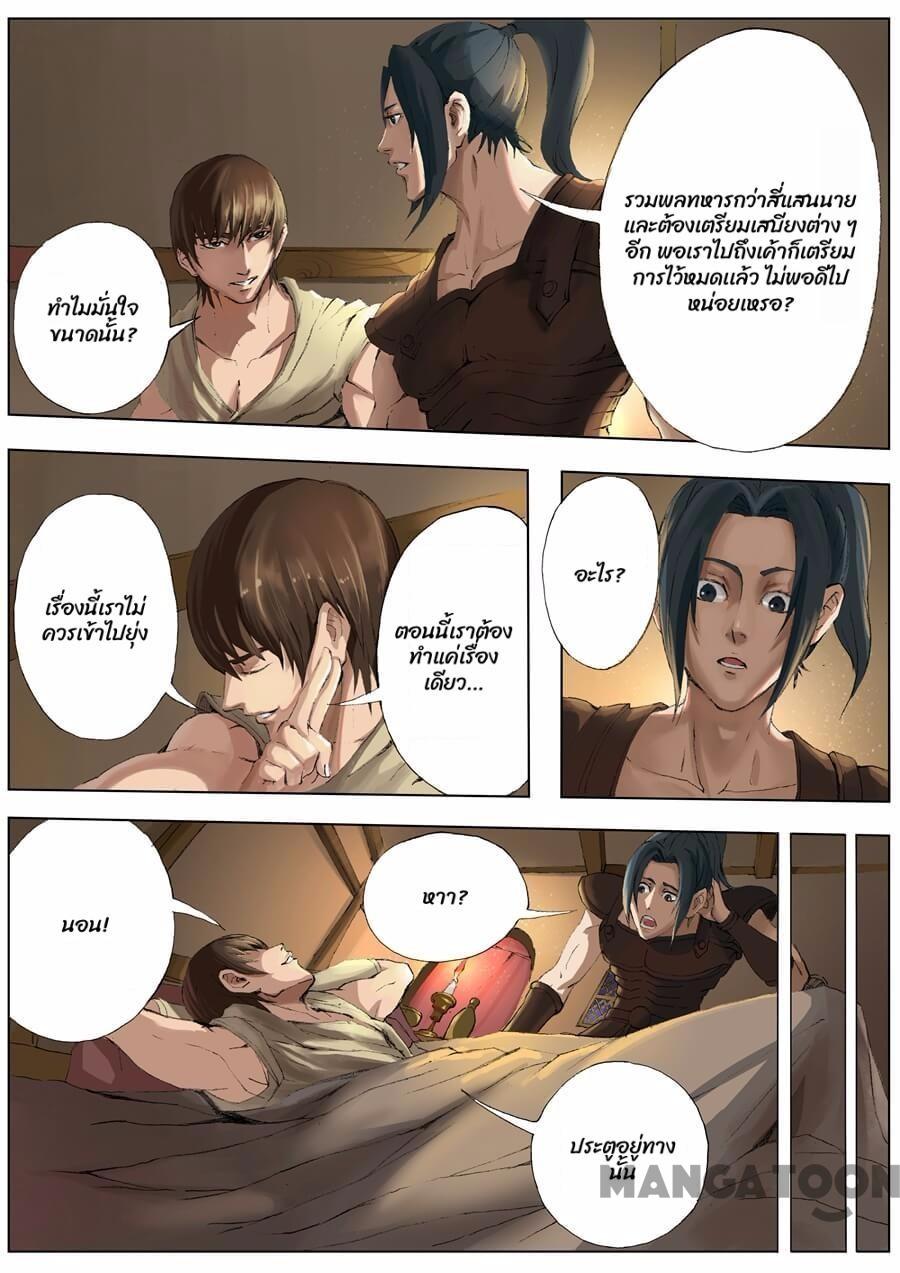 ทำไมมั่นใจ
ขนาดนั้น?
รวมพลทหารกว่าสี่แสนนาย
และต้องเตรียมเสบียงต่าง ๆ
อีก พอเราไปถึงเค้าก็เตรียม
การไว้หมดแล้ว ไม่พอดีไป
หน่อยเหรอ?
เรื่องนี้เราไม่
ควรเข้าไปยุ่ง
ตอนนี้เราต้อง
ทำแค่เรื่อง
เดียว...
อะไร?
นอน!
หาา?
ประตูอยู่ทาง
นั้น
MANGATOON